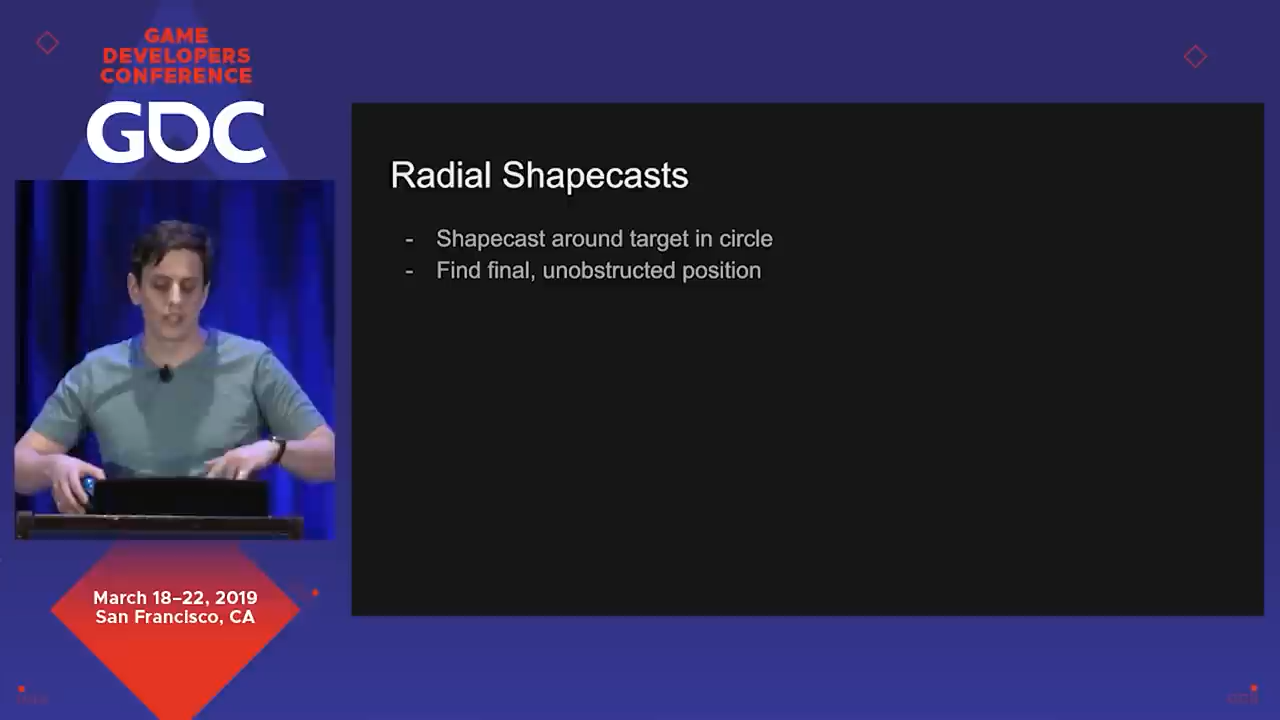 GAME
DEVELOPERS
CONFERENCE
GDC
Radial Shapecasts
- Shapecast around target in circle
- Find final, unobstructed position
March 18–22, 2019
San Francisco, CA